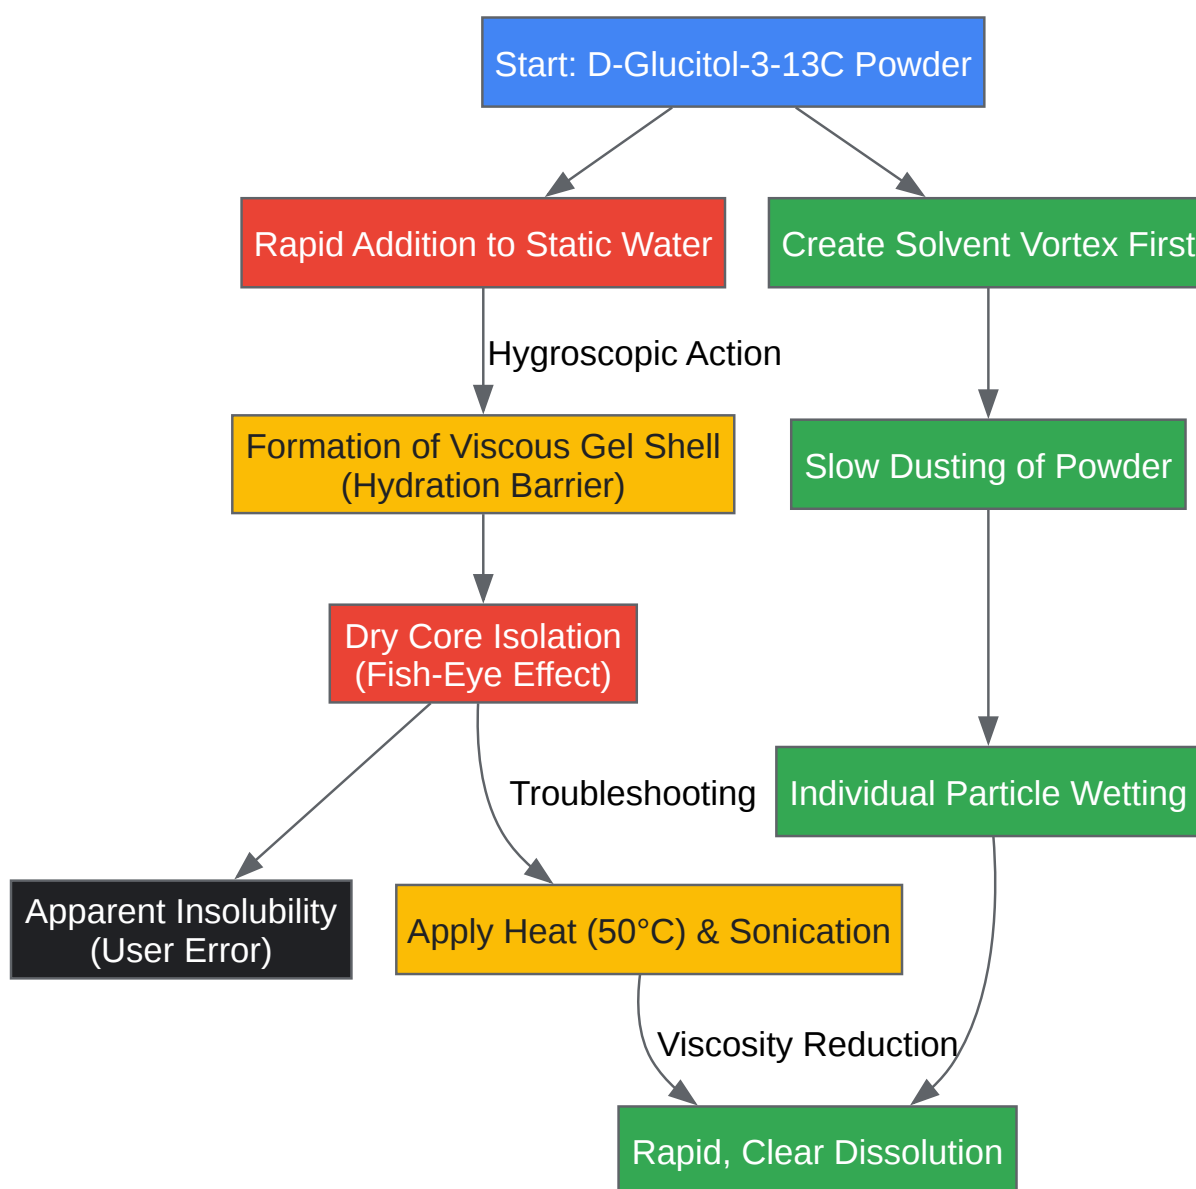 Start: D-Glucitol-3-13C Powder
Rapid Addition to Static Water
Create Solvent Vortex First
Hygroscopic Action
Formation of Viscous Gel Shell
(Hydration Barrier)
Slow Dusting of Powder
Dry Core Isolation
(Fish-Eye Effect)
Troubleshooting
Individual Particle Wetting
Apparent Insolubility
(User Error)
Apply Heat (50°C) & Sonication
Viscosity Reduction
Rapid, Clear Dissolution